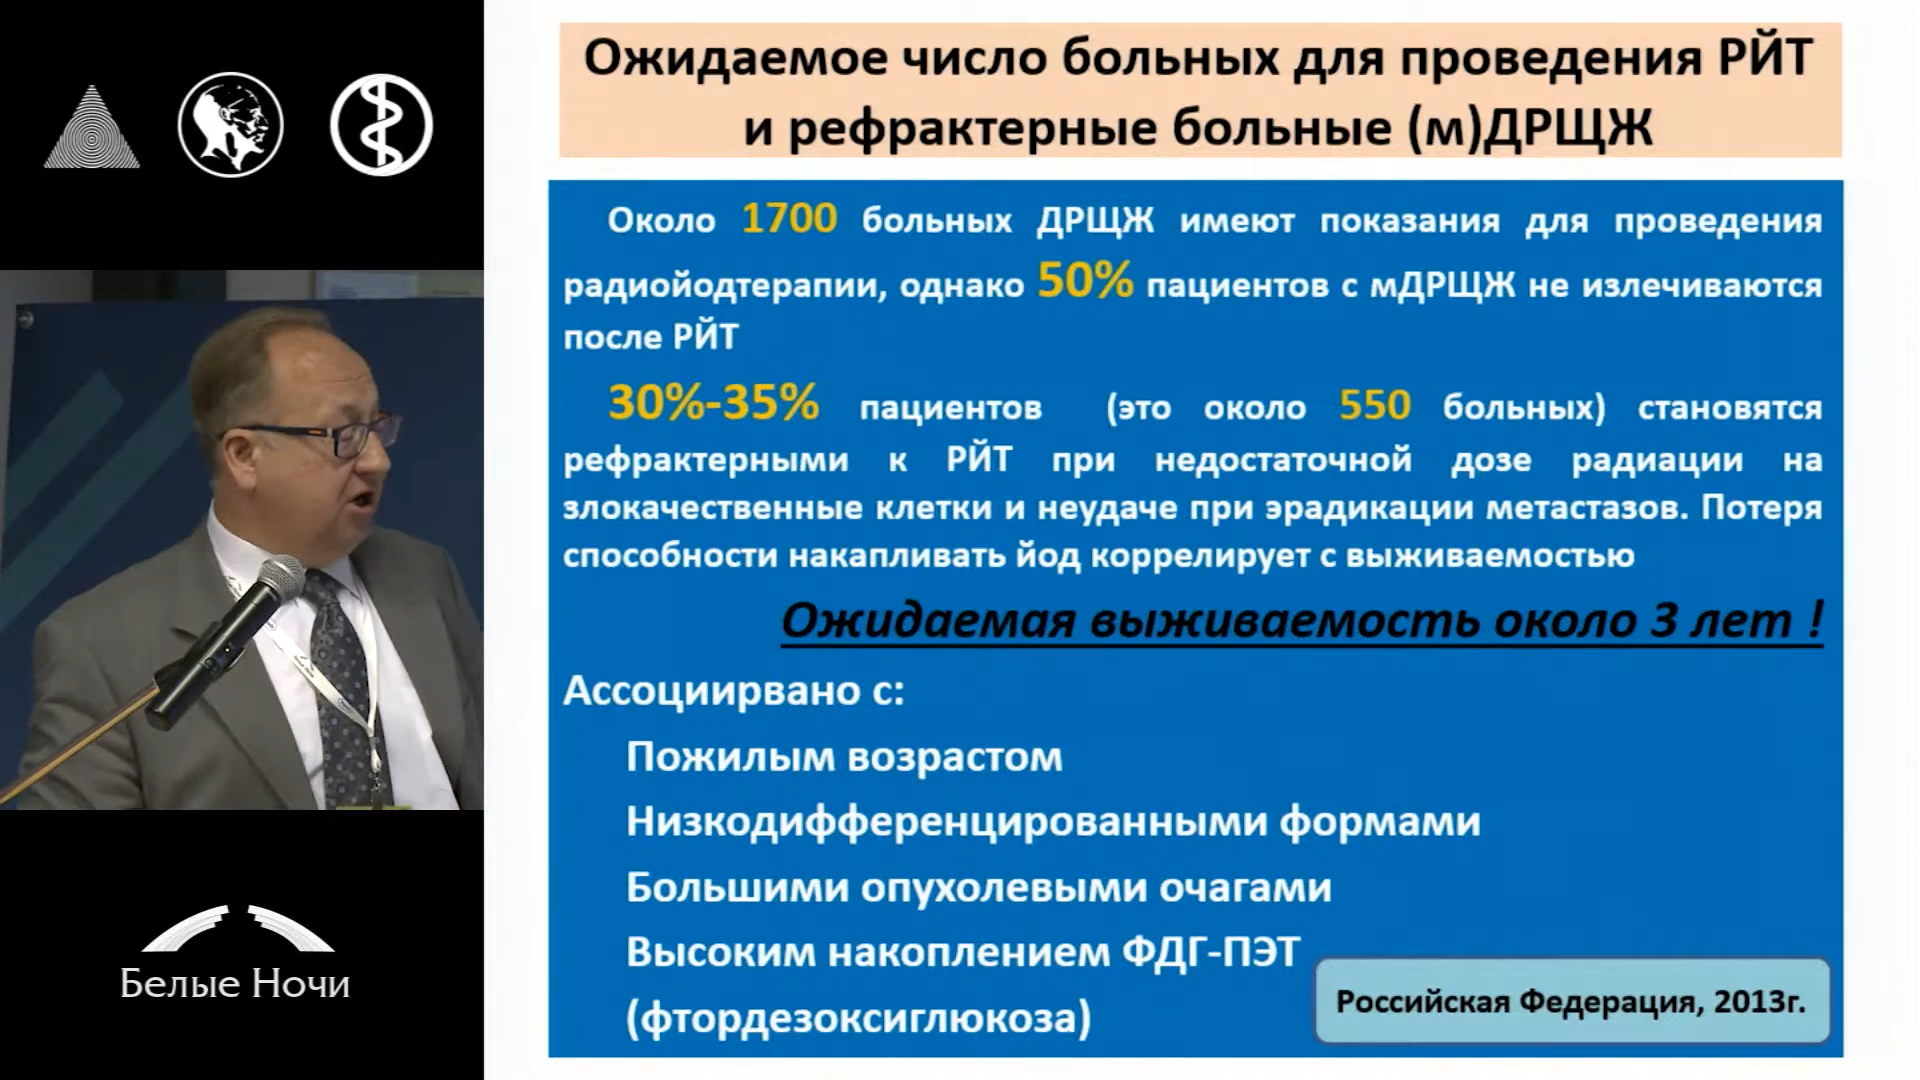 Ожидаемое число больных для проведения РЙТ
и рефрактерные больные (м)ДРЩЖ
Около 1700 больных ДРЩЖ имеют показания для проведения
радиойодтерапии, однако 50% пациентов с мДРЩЖ не излечиваются
после РЙТ
30%-35% пациентов (это около 550 больных) становятся
рефрактерными к РЙТ при недостаточной дозе радиации на
злокачественные клетки и неудаче при эрадикации метастазов. Потеря
способности накапливать йод коррелирует с выживаемостью
Ожидаемая выживаемость около 3 лет !
Ассоциирвано с:
Пожилым возрастом
Низкодифференцированными формами
Большими опухолевыми очагами
Высоким накоплением ФДГ-ПЭТ
(фтордезоксиглюкоза)
Российская Федерация, 2013г.
Белые Ночи